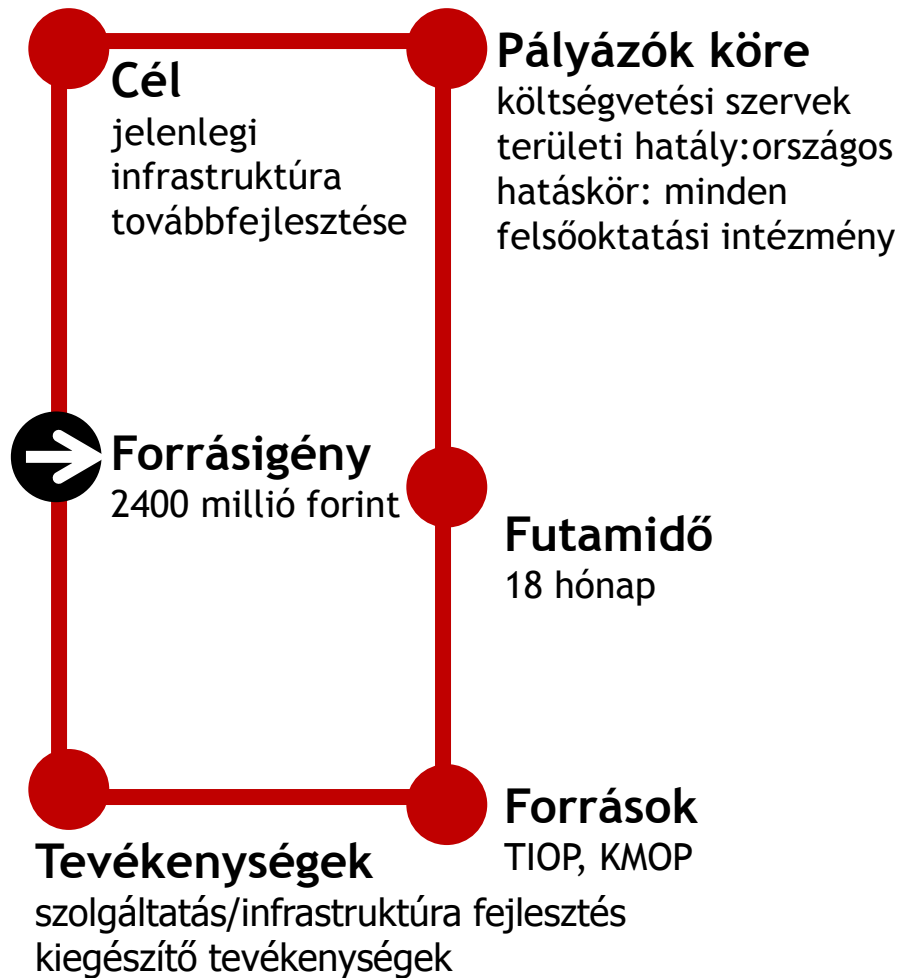 Cél
jelenlegi
infrastruktúra
továbbfejlesztése
Pályázók köre
költségvetési szervek
területi hatály:országos
hatáskör: minden
felsőoktatási intézmény
Forrásigény
2400 millió forint
Futamidő
18 hónap
Források
TIOP, KMOP
Tevékenységek
szolgáltatás/infrastruktúra fejlesztés
kiegészítő tevékenységek